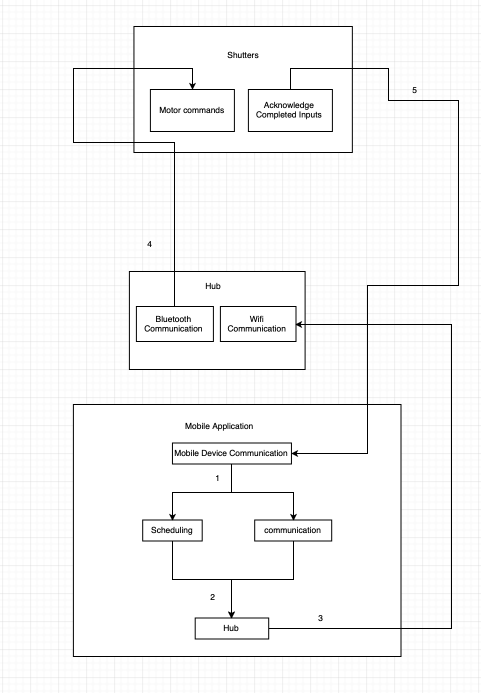 Shutters
Motor commands
Acknowledge
Completed Inputs
5
4
Hub
Bluetooth
Communication
Wifi
Communication
Mobile Application
Mobile Device Communication
1
Scheduling
communication
2
Hub
3